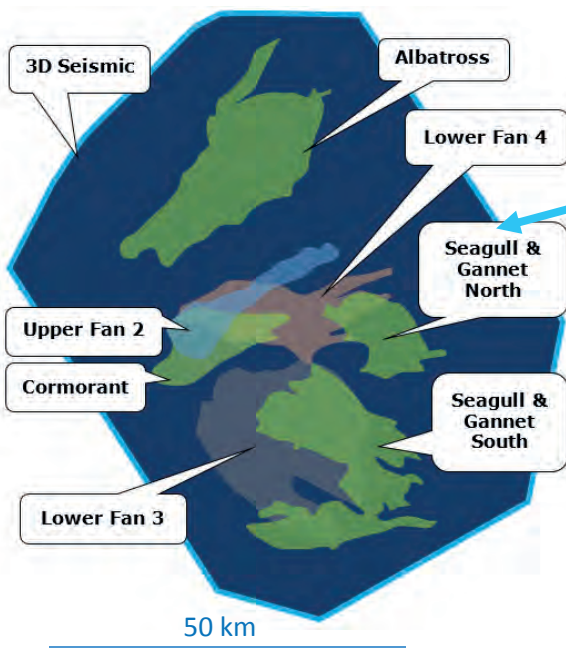 3D Seismic
Albatross
Lower Fan 4
Seagull &
Gannet
North
Upper Fan 2
Cormorant
Seagull &
Gannet
South
Lower Fan 3
50 km